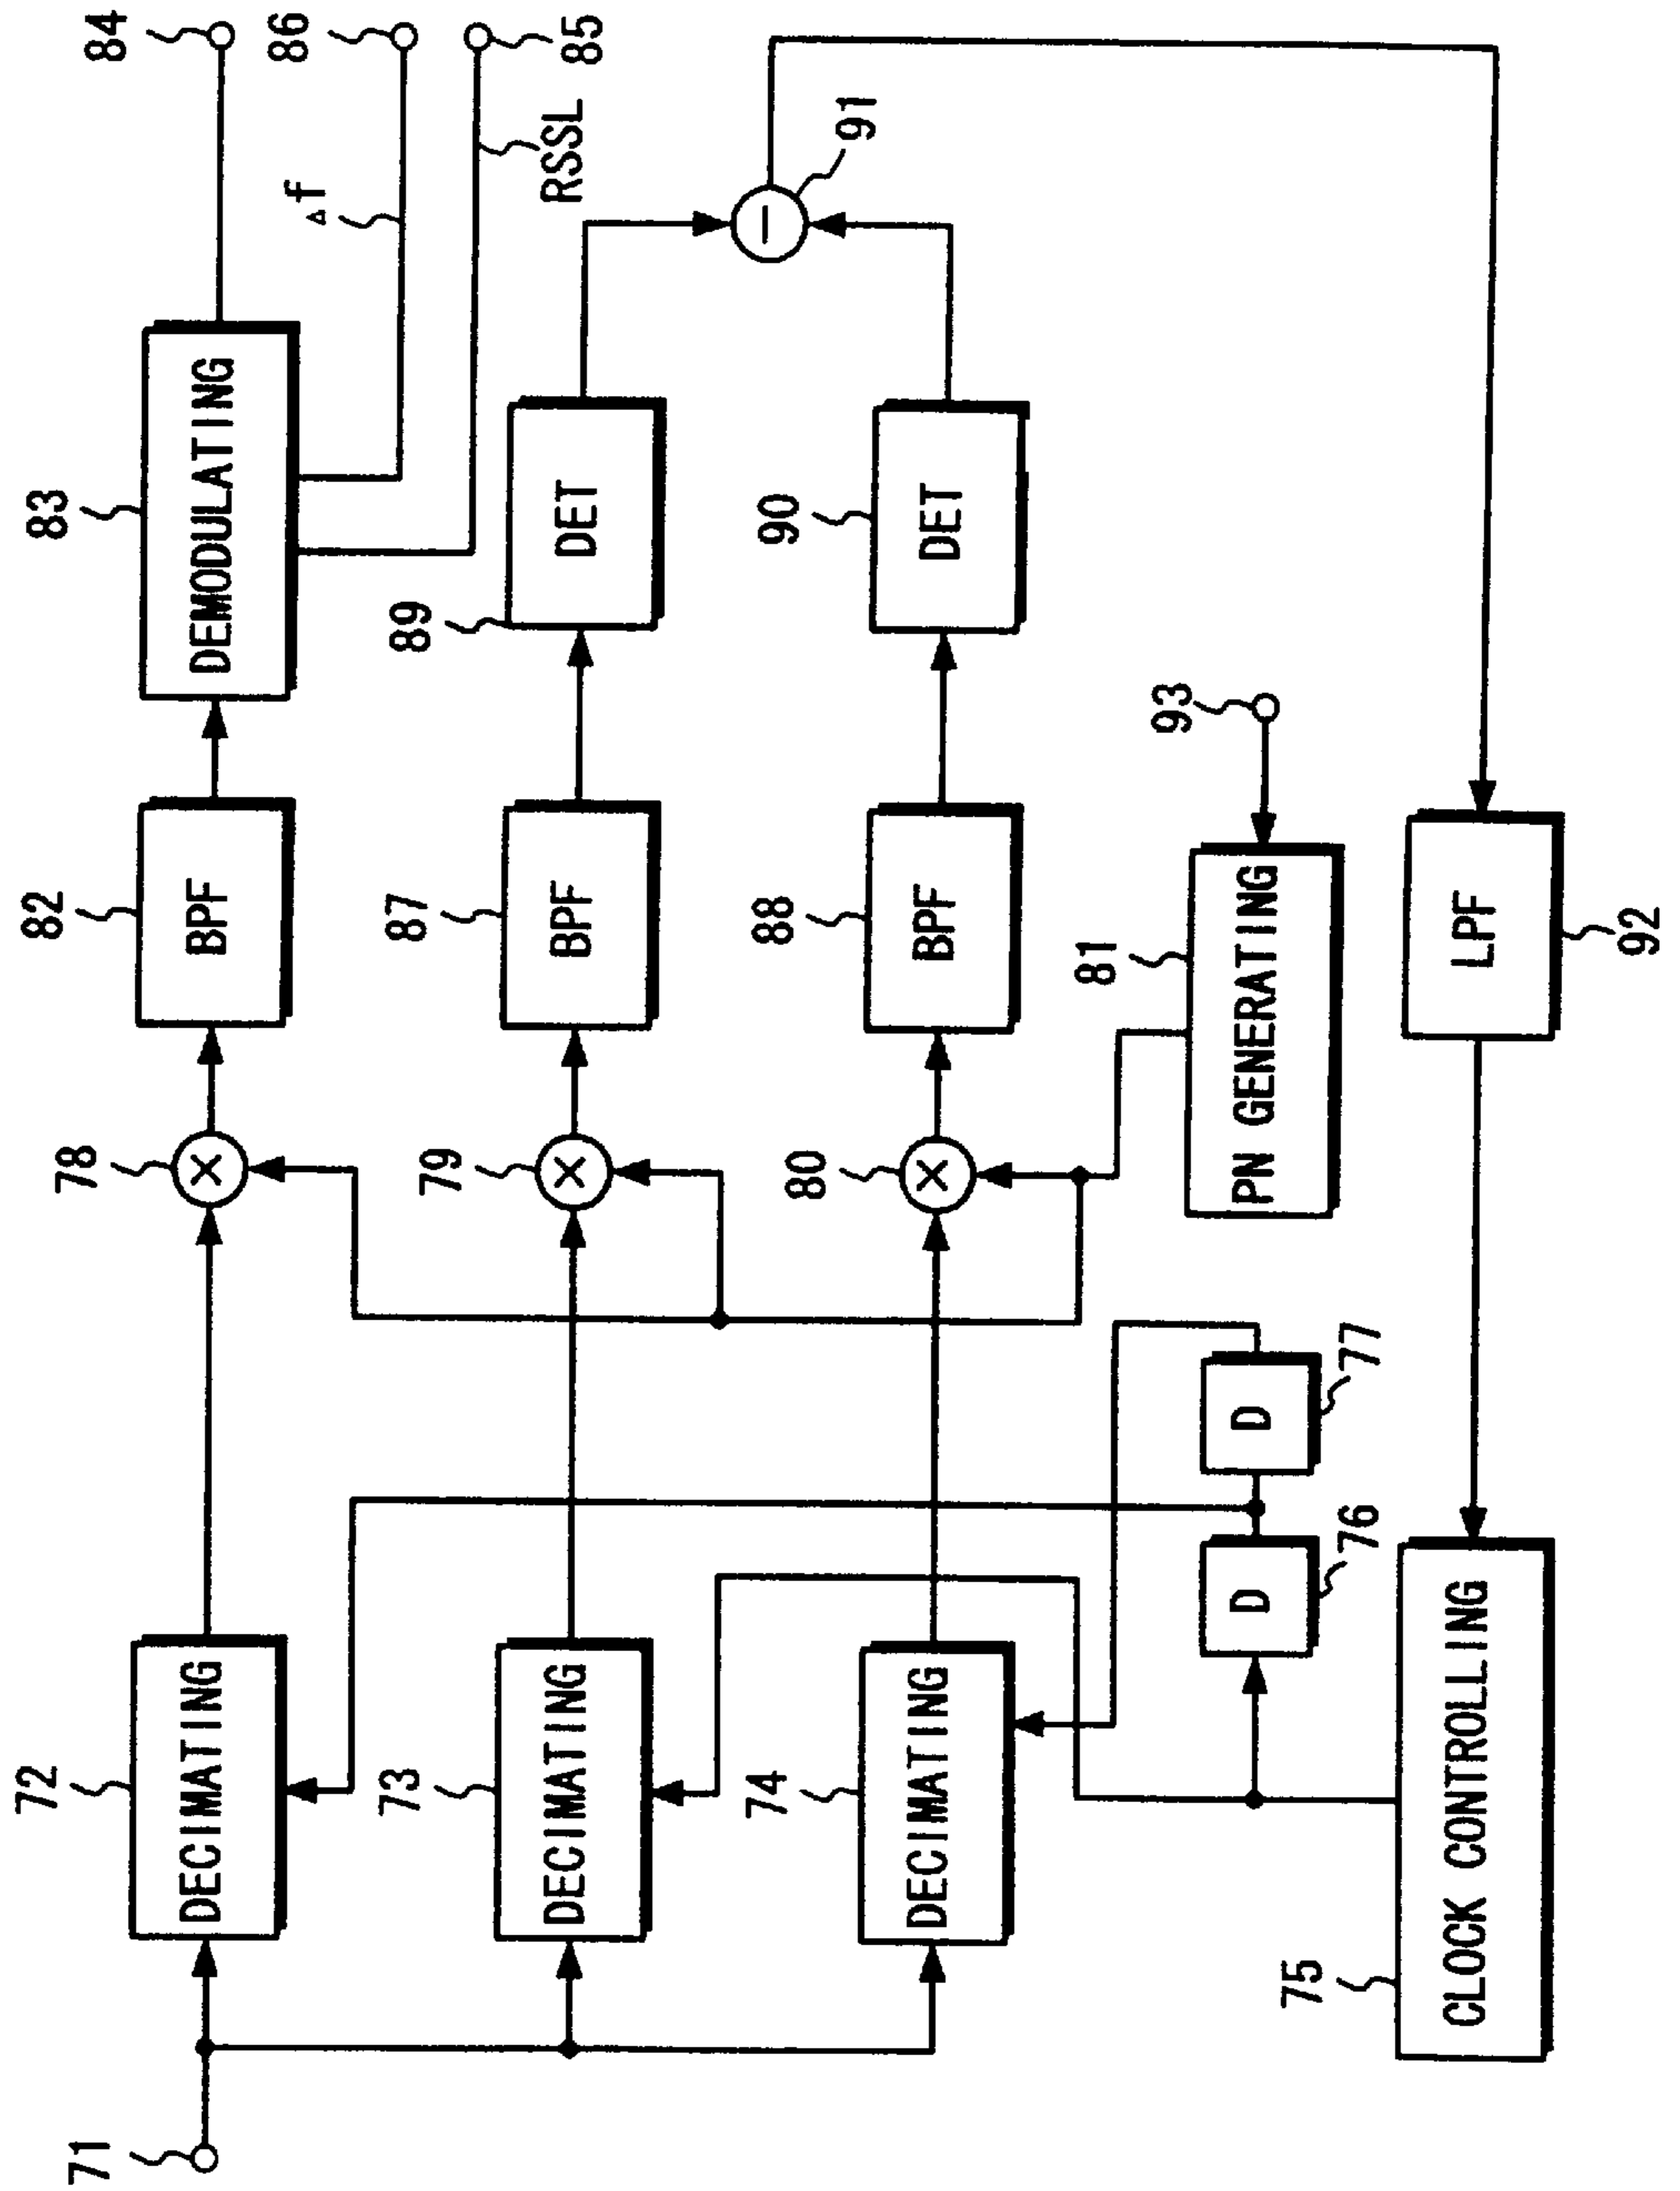 71
72
DECIMATING
78
82
BPF
83
DEMODULATING
84
Δf
86
RSSL
85
73
DECIMATING
79
87
BPF
89
DET
74
DECIMATING
80
88
BPF
90
DET
91
76
D
77
D
81
PN GENERATING
93
75
CLOCK CONTROLLING
LPF
92